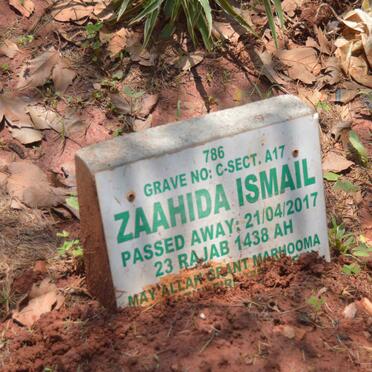 786
GRAVE NO: C-SECT. A17
ZAAHIDA ISMAIL
PASSED AWAY: 21/04/2017
23 RAJAB 1438 AH
MAY ALLAH GRANT MARHOOMA